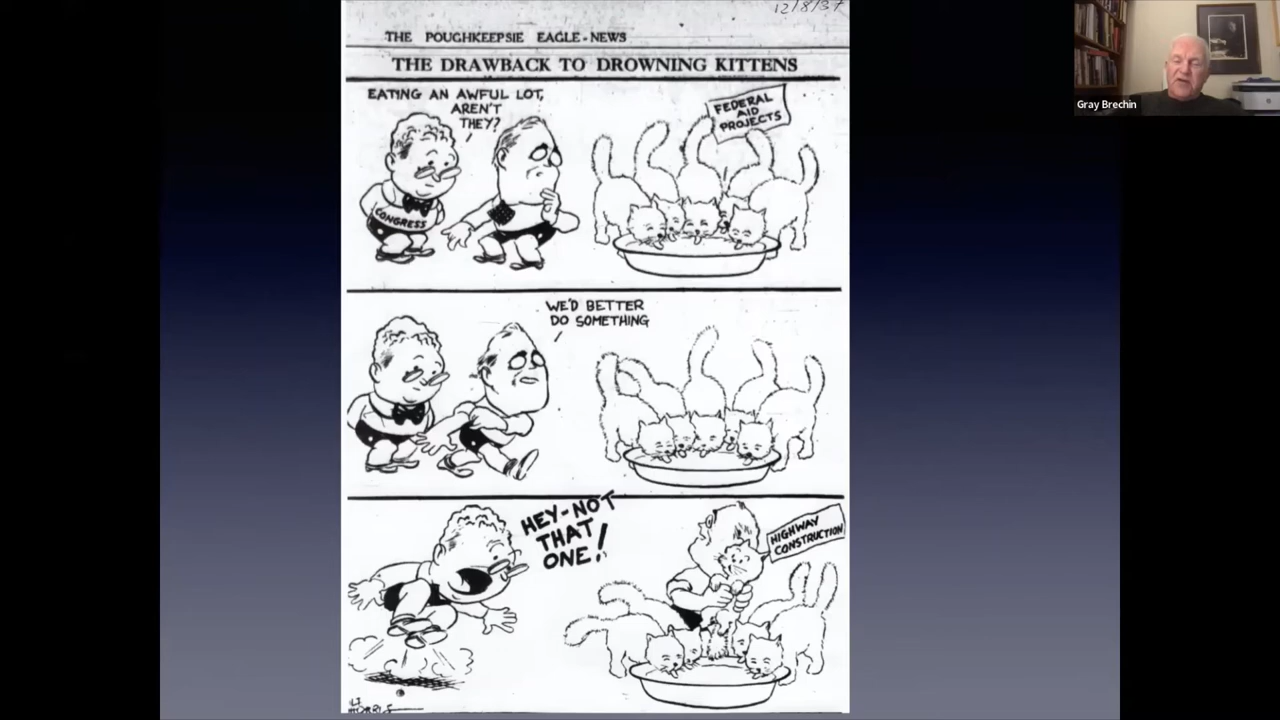 12/8/37
THE POUGHKEEPSIE EAGLE-NEWS
THE DRAWBACK TO DROWNING KITTENS
EATING AN AWFUL LOT,
AREN'T
THEY?
FEDERAL
AID
PROJECTS
CONGRESS
WE'D BETTER
DO SOMETHING
HEY-NOT
THAT
ONE!
HIGHWAY
CONSTRUCTION
MORRIS
Gray Brechin